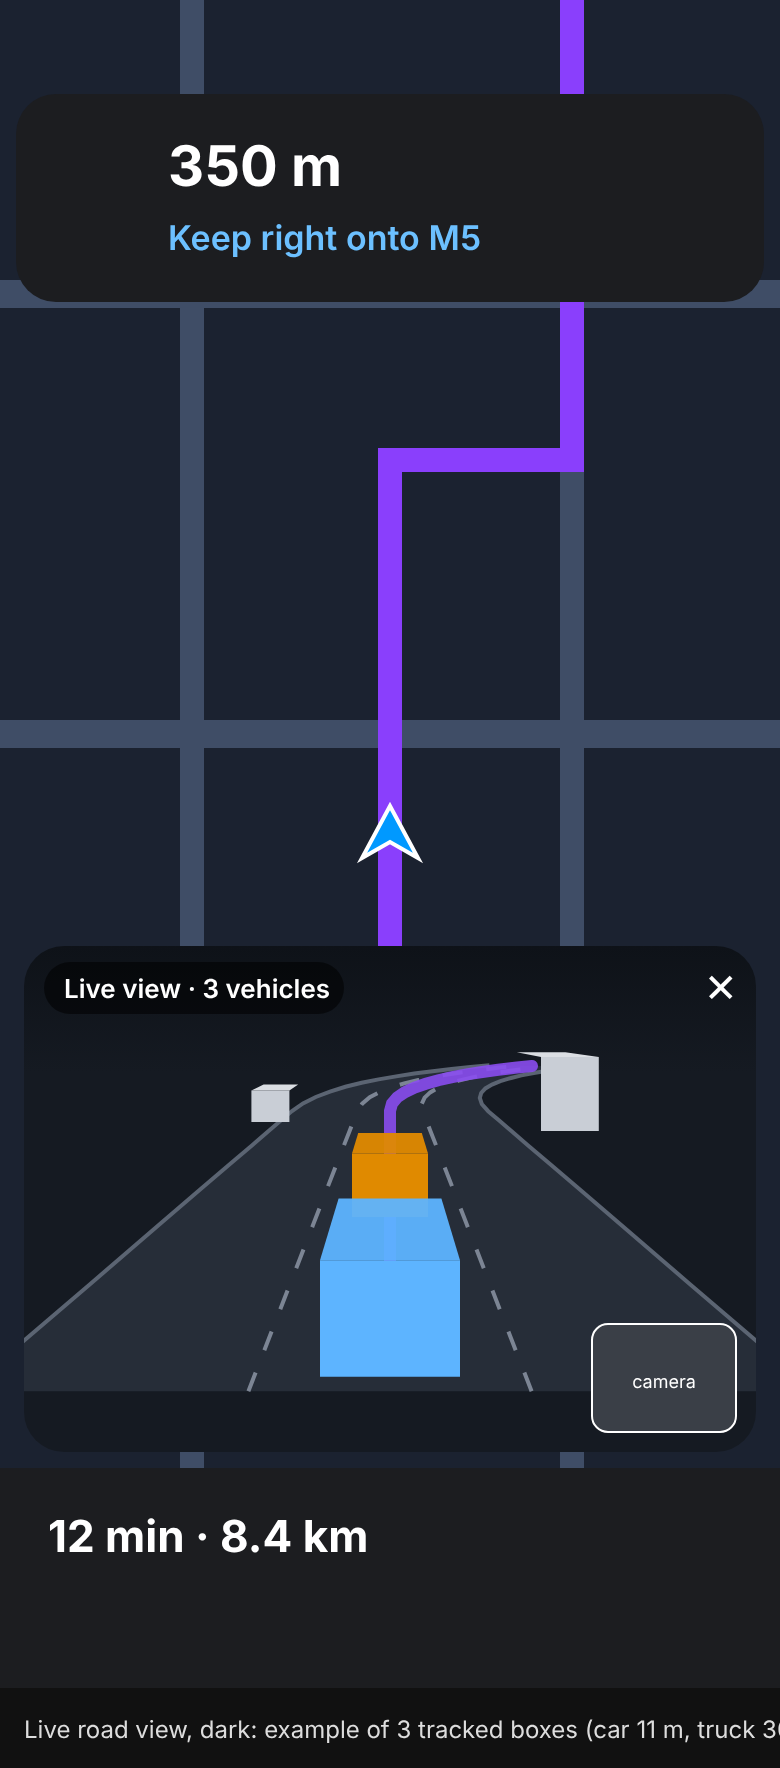 350 m
Keep right onto M5
Live view · 3 vehicles
camera
12 min · 8.4 km
Live road view, dark: example of 3 tracked boxes (car 11 m, truck